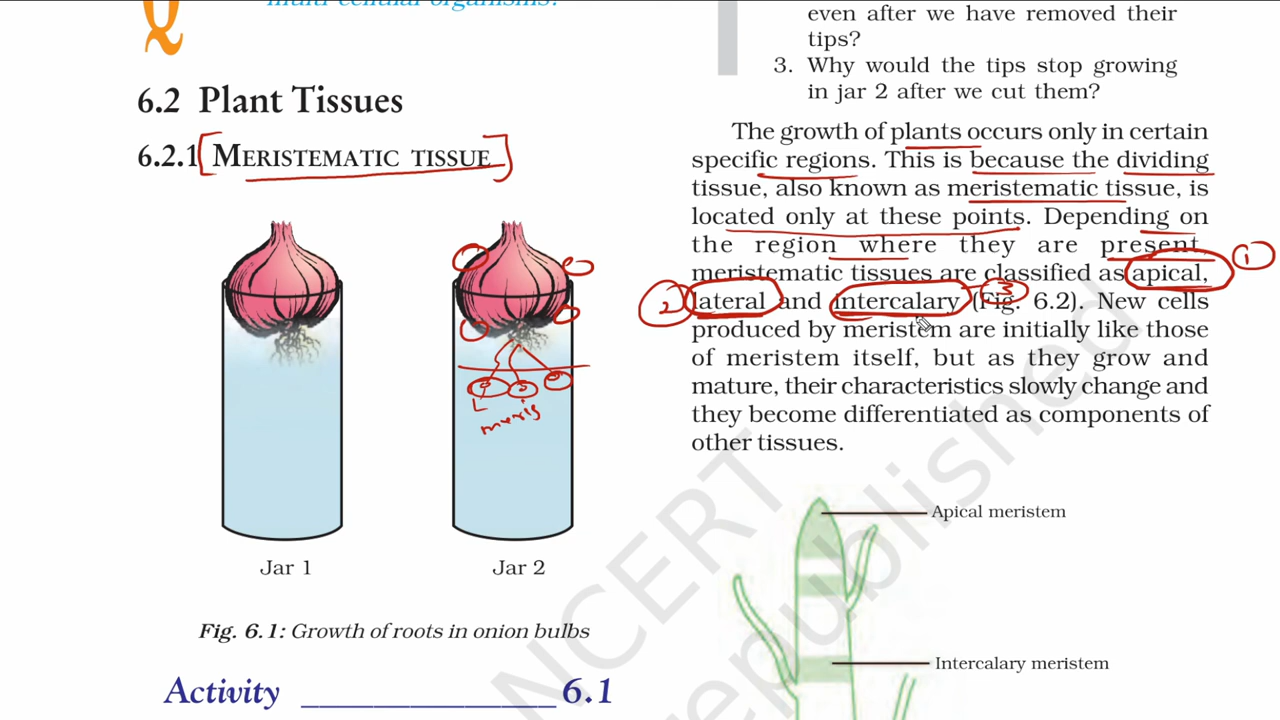 Q
multi-cellular organisms?
6.2 Plant Tissues
6.2.1 MERISTEMATIC TISSUE
L
meris
Jar 1
Jar 2
Fig. 6.1: Growth of roots in onion bulbs
Activity ________________ 6.1
even after we have removed their
tips?
3. Why would the tips stop growing
in jar 2 after we cut them?
The growth of plants occurs only in certain
specific regions. This is because the dividing
tissue, also known as meristematic tissue, is
located only at these points. Depending on
the region where they are present,
meristematic tissues are classified as apical, 1
2 lateral and intercalary 3 (Fig. 6.2). New cells
produced by meristem are initially like those
of meristem itself, but as they grow and
mature, their characteristics slowly change and
they become differentiated as components of
other tissues.
Apical meristem
Intercalary meristem
NCERT
republished